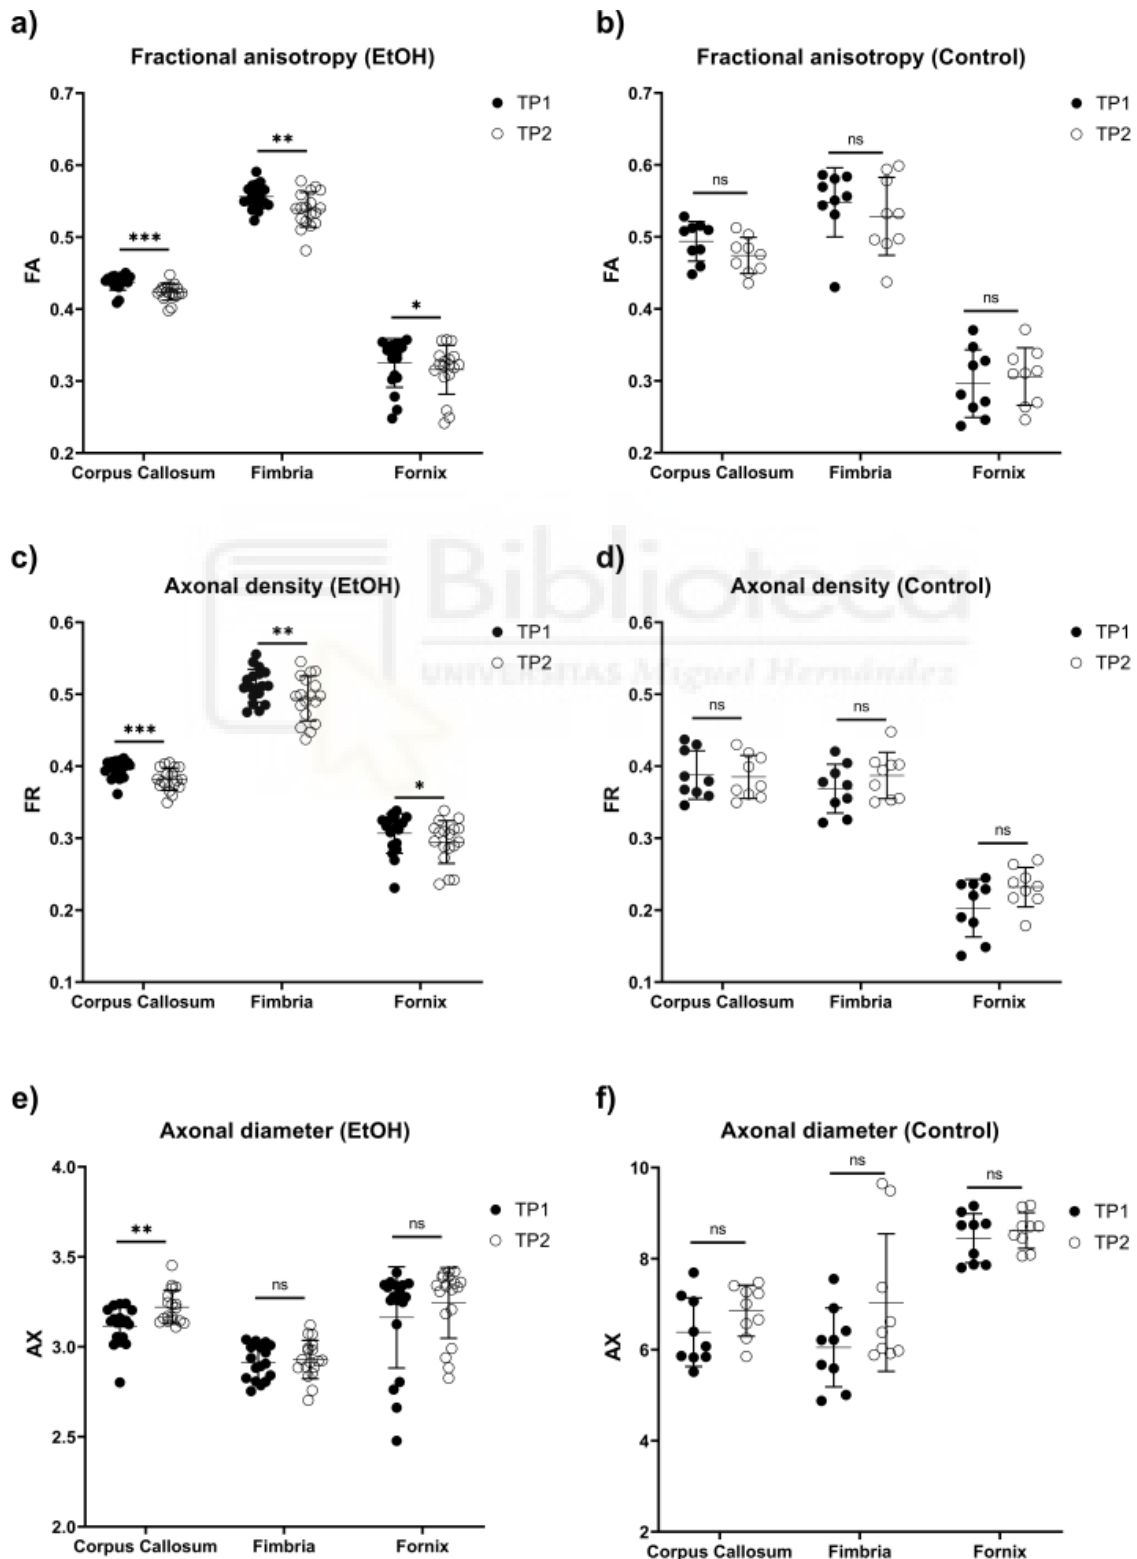 a)
Fractional anisotropy (EtOH)
0.7
0.6
0.5
0.4
0.3
0.2
FA
TP1
TP2
***
**
*
Corpus Callosum Fimbria Fornix
b)
Fractional anisotropy (Control)
0.7
0.6
0.5
0.4
0.3
0.2
FA
TP1
TP2
ns
ns
ns
Corpus Callosum Fimbria Fornix
Biblioteca
UNIVERSITAS Miguel Hernández
c)
Axonal density (EtOH)
0.6
0.5
0.4
0.3
0.2
0.1
FR
TP1
TP2
***
**
*
Corpus Callosum Fimbria Fornix
d)
Axonal density (Control)
0.6
0.5
0.4
0.3
0.2
0.1
FR
TP1
TP2
ns
ns
ns
Corpus Callosum Fimbria Fornix
e)
Axonal diameter (EtOH)
4.0
3.5
3.0
2.5
2.0
AX
TP1
TP2
**
ns
ns
Corpus Callosum Fimbria Fornix
f)
Axonal diameter (Control)
10
8
6
4
2
AX
TP1
TP2
ns
ns
ns
Corpus Callosum Fimbria Fornix